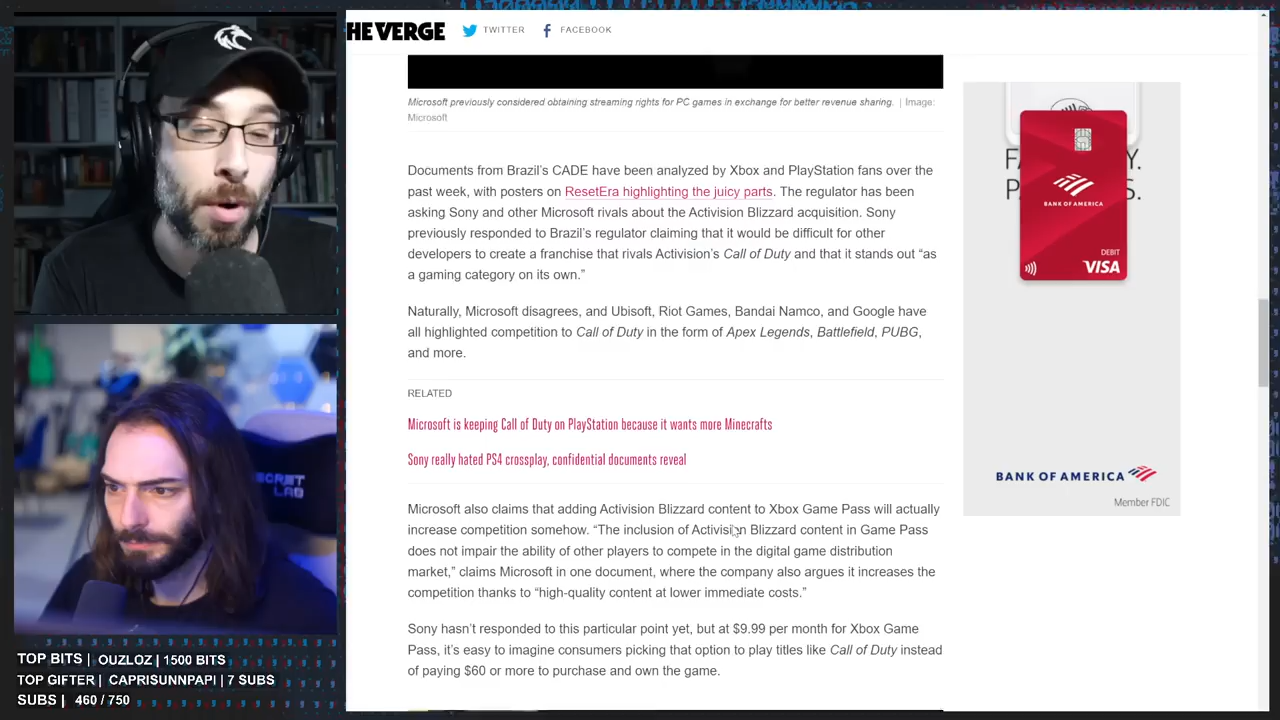 HE VERGE
TWITTER
FACEBOOK
Microsoft previously considered obtaining streaming rights for PC games in exchange for better revenue sharing. | Image:
Microsoft
Documents from Brazil's CADE have been analyzed by Xbox and PlayStation fans over the
past week, with posters on ResetEra highlighting the juicy parts. The regulator has been
asking Sony and other Microsoft rivals about the Activision Blizzard acquisition. Sony
previously responded to Brazil's regulator claiming that it would be difficult for other
developers to create a franchise that rivals Activision's Call of Duty and that it stands out "as
a gaming category on its own."
Naturally, Microsoft disagrees, and Ubisoft, Riot Games, Bandai Namco, and Google have
all highlighted competition to Call of Duty in the form of Apex Legends, Battlefield, PUBG,
and more.
RELATED
Microsoft is keeping Call of Duty on PlayStation because it wants more Minecrafts
Sony really hated PS4 crossplay, confidential documents reveal
Microsoft also claims that adding Activision Blizzard content to Xbox Game Pass will actually
increase competition somehow. "The inclusion of Activision Blizzard content in Game Pass
does not impair the ability of other players to compete in the digital game distribution
market," claims Microsoft in one document, where the company also argues it increases the
competition thanks to "high-quality content at lower immediate costs."
Sony hasn't responded to this particular point yet, but at $9.99 per month for Xbox Game
Pass, it's easy to imagine consumers picking that option to play titles like Call of Duty instead
of paying $60 or more to purchase and own the game.
BANK OF AMERICA
DEBIT
VISA
BANK OF AMERICA
Member FDIC
SECRET
LAB
TOP BITS | OUZLOZ | 1500 BITS
TOP GIFTER | CAPRISUNNPAPI | 7 SUBS
SUBS | 460 / 750